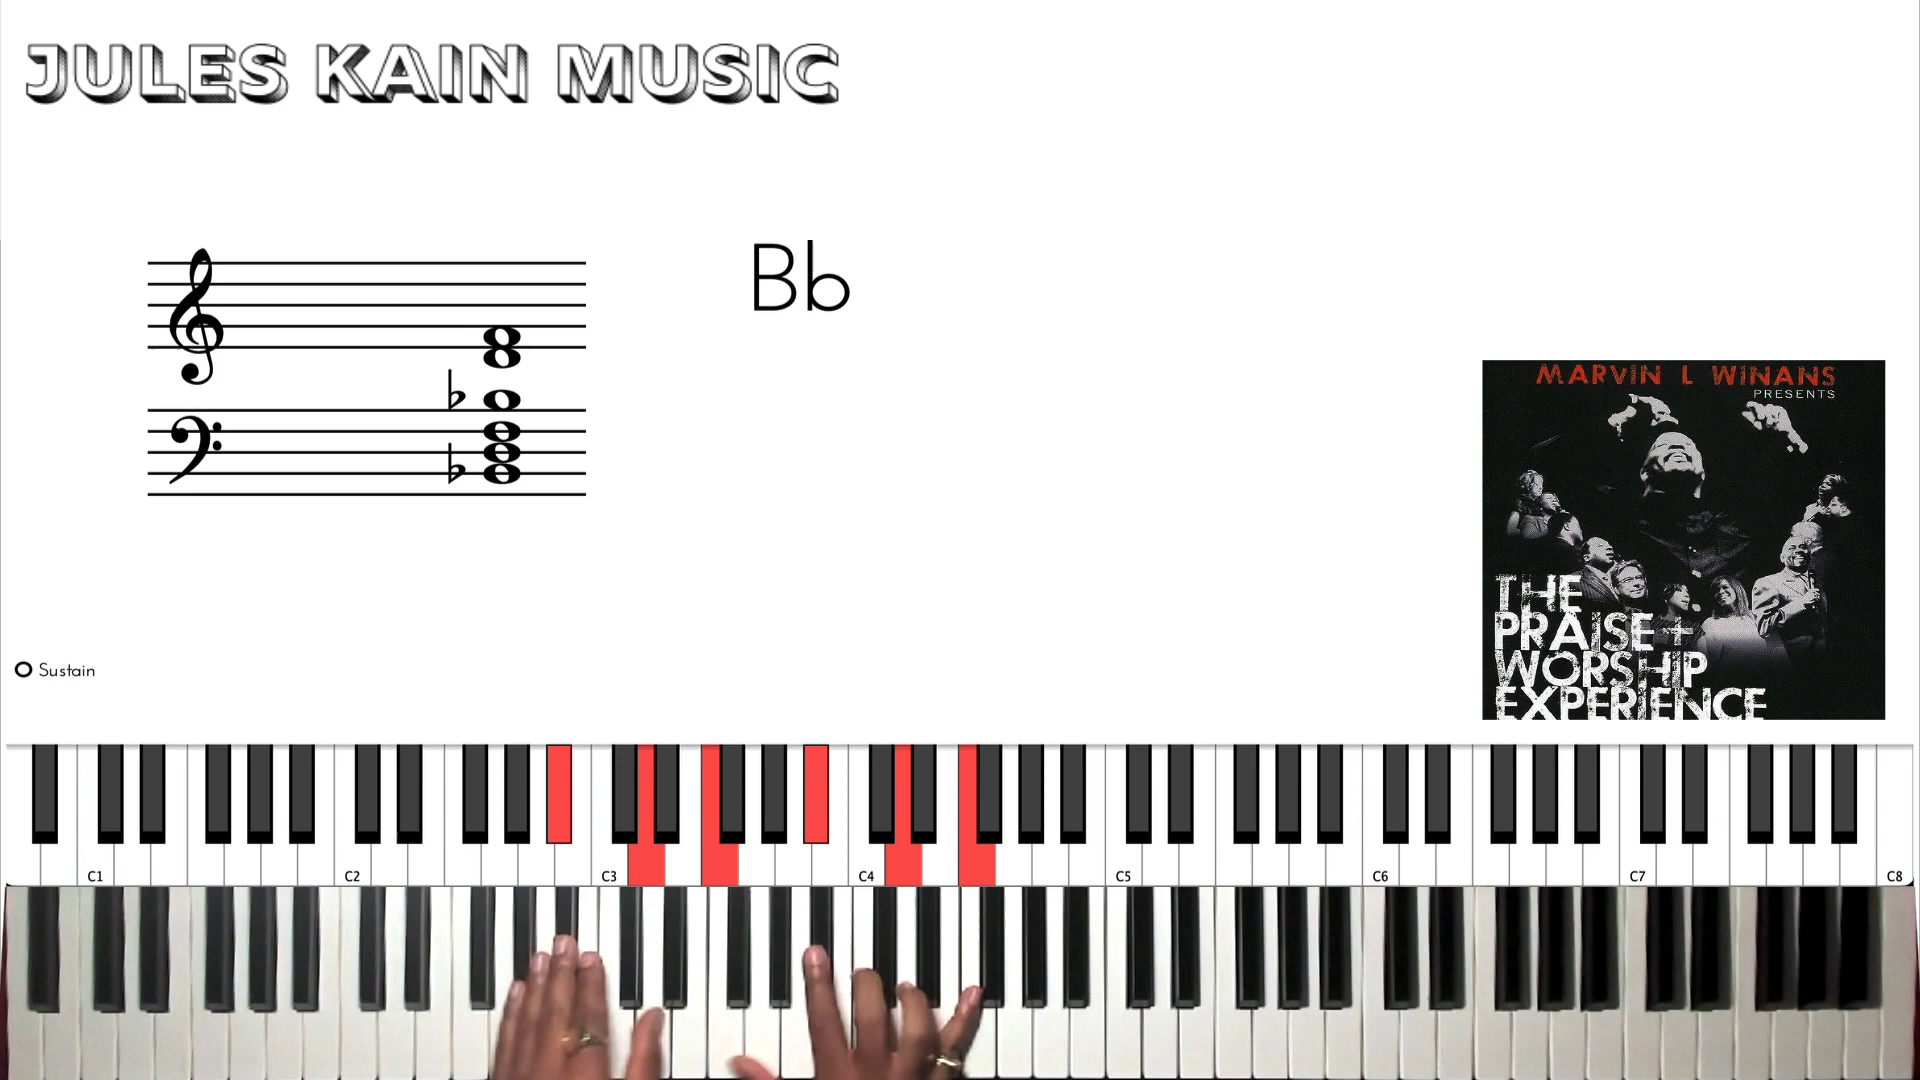 JULES KAIN MUSIC
Bb
MARVIN L WINANS
PRESENTS
THE
PRAISE +
WORSHIP
EXPERIENCE
Sustain
C1 C2 C3 C4 C5 C6 C7 C8